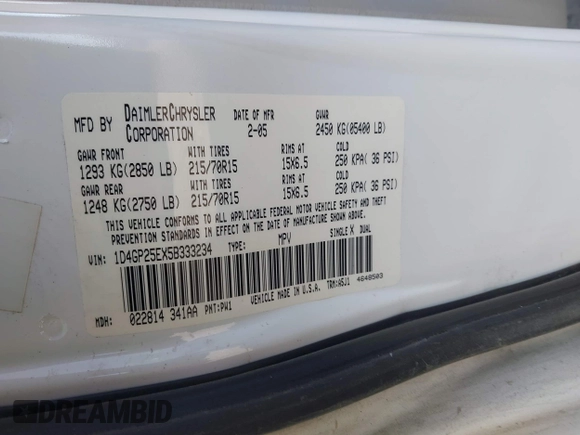 MFD BY DAIMLERCHRYSLER CORPORATION DATE OF MFR 2-05 GVWR 2450 KG(05400 LB)
GAWR FRONT WITH TIRES RIMS AT COLD
1293 KG(2850 LB) 215/70R15 15X6.5 250 KPA( 36 PSI)
GAWR REAR WITH TIRES RIMS AT COLD
1248 KG(2750 LB) 215/70R15 15X6.5 250 KPA( 36 PSI)
THIS VEHICLE CONFORMS TO ALL APPLICABLE FEDERAL MOTOR VEHICLE SAFETY AND THEFT
PREVENTION STANDARDS IN EFFECT ON THE DATE OF MANUFACTURE SHOWN ABOVE.
VIN: 1D4GP25EX5B333234 TYPE: MPV SINGLE X DUAL
MDH: 022814 341AA PNT:PW1 VEHICLE MADE IN U.S.A. TRM:A5J1 4648503
DREAMBID